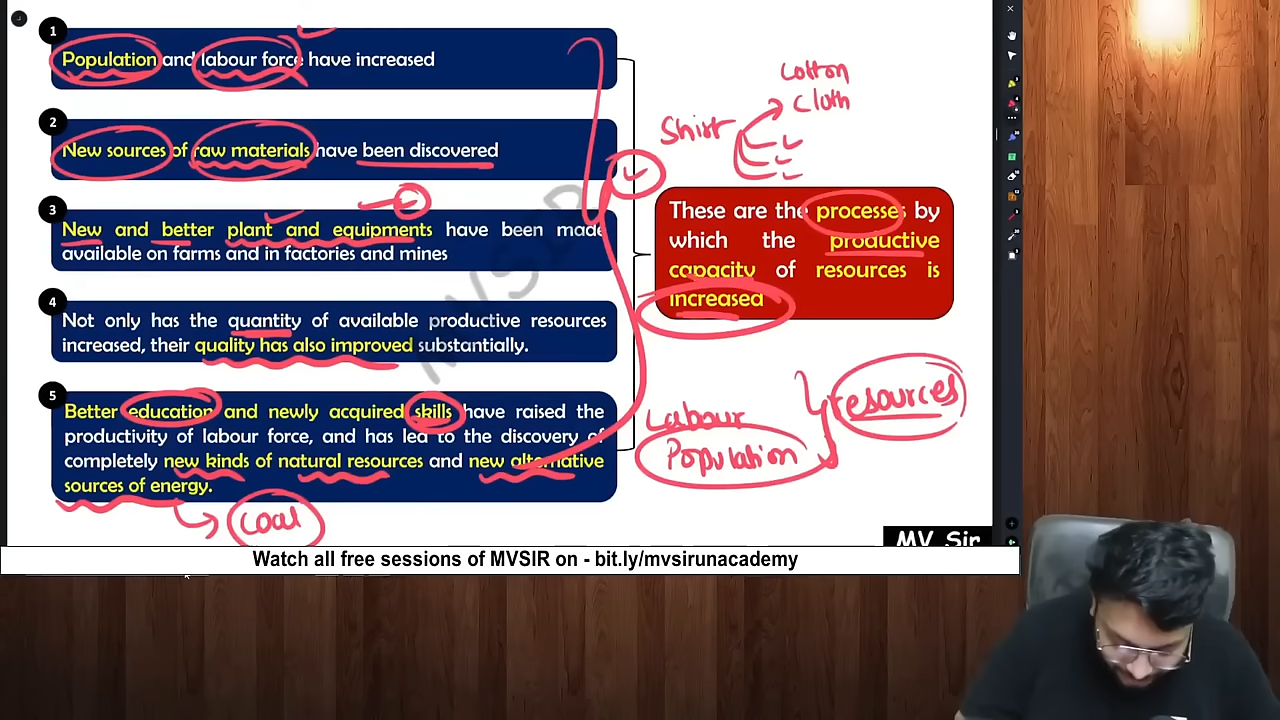 1
Population and labour force have increased
2
New sources of raw materials have been discovered
3
New and better plant and equipments have been made
available on farms and in factories and mines
4
Not only has the quantity of available productive resources
increased, their quality has also improved substantially.
5
Better education and newly acquired skills have raised the
productivity of labour force, and has led to the discovery of
completely new kinds of natural resources and new alternative
sources of energy.
Coal
Cotton
Cloth
Shirt
These are the processes by
which the productive
capacity of resources is
increased
resources
Labour
Population
MVSIR
MV Sir
Watch all free sessions of MVSIR on - bit.ly/mvsirunacademy